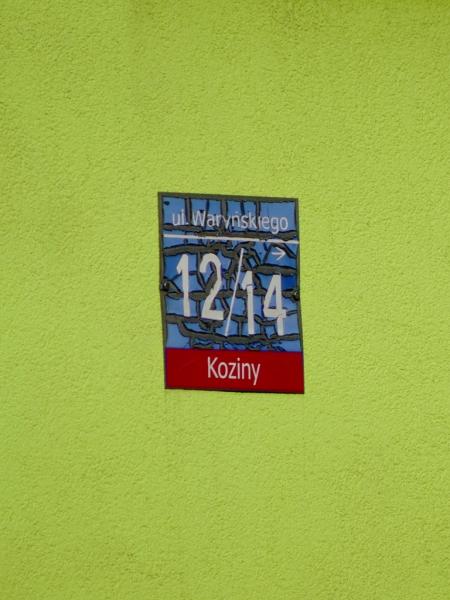 ul. Waryńskiego
→
12/14
Koziny